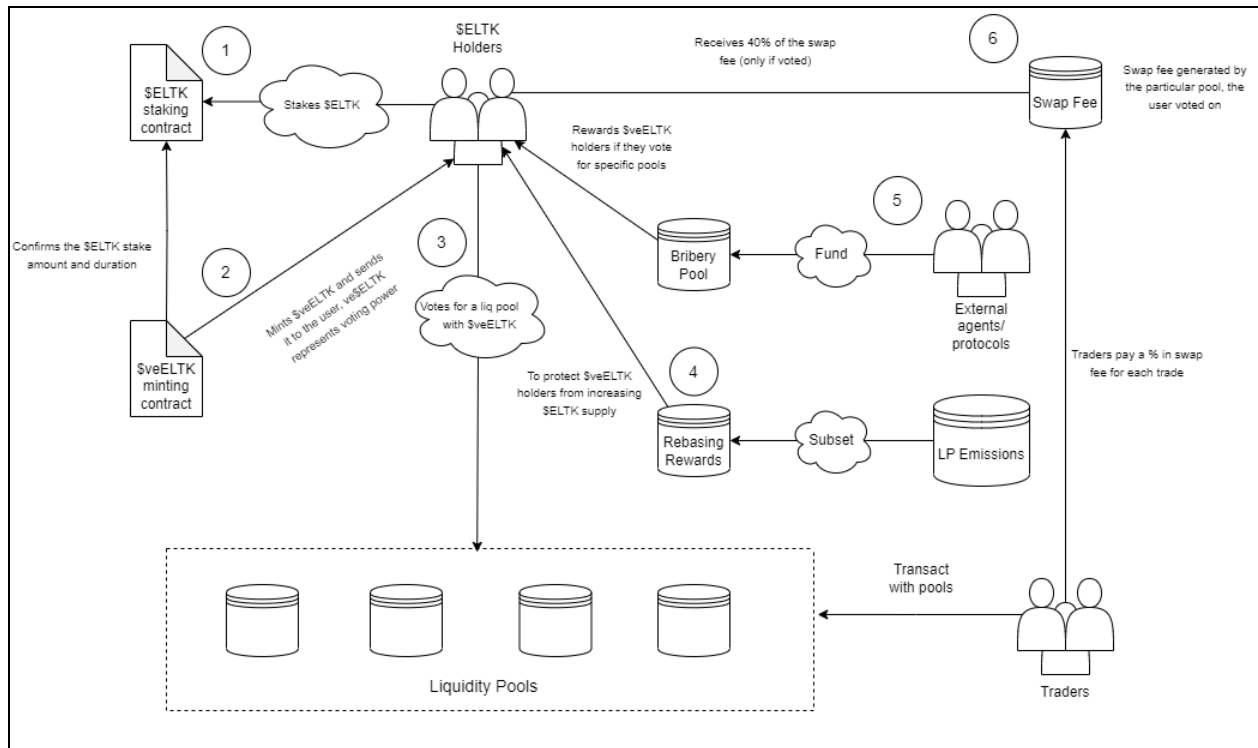 1
$ELTK
staking
contract
Stakes $ELTK
$ELTK
Holders
Receives 40% of the swap
fee (only if voted)
6
Swap Fee
Swap fee generated by
the particular pool, the
user voted on
Rewards $veELTK
holders if they vote
for specific pools
Confirms the $ELTK stake
amount and duration
2
Mints $veELTK and sends
it to the user, ve$ELTK
represents voting power
3
Votes for a liq pool
with $veELTK
Bribery
Pool
5
Fund
External
agents/
protocols
$veELTK
minting
contract
To protect $veELTK
holders from increasing
$ELTK supply
4
Rebasing
Rewards
Subset
LP Emissions
Traders pay a % in swap
fee for each trade
Transact
with pools
Liquidity Pools
Traders